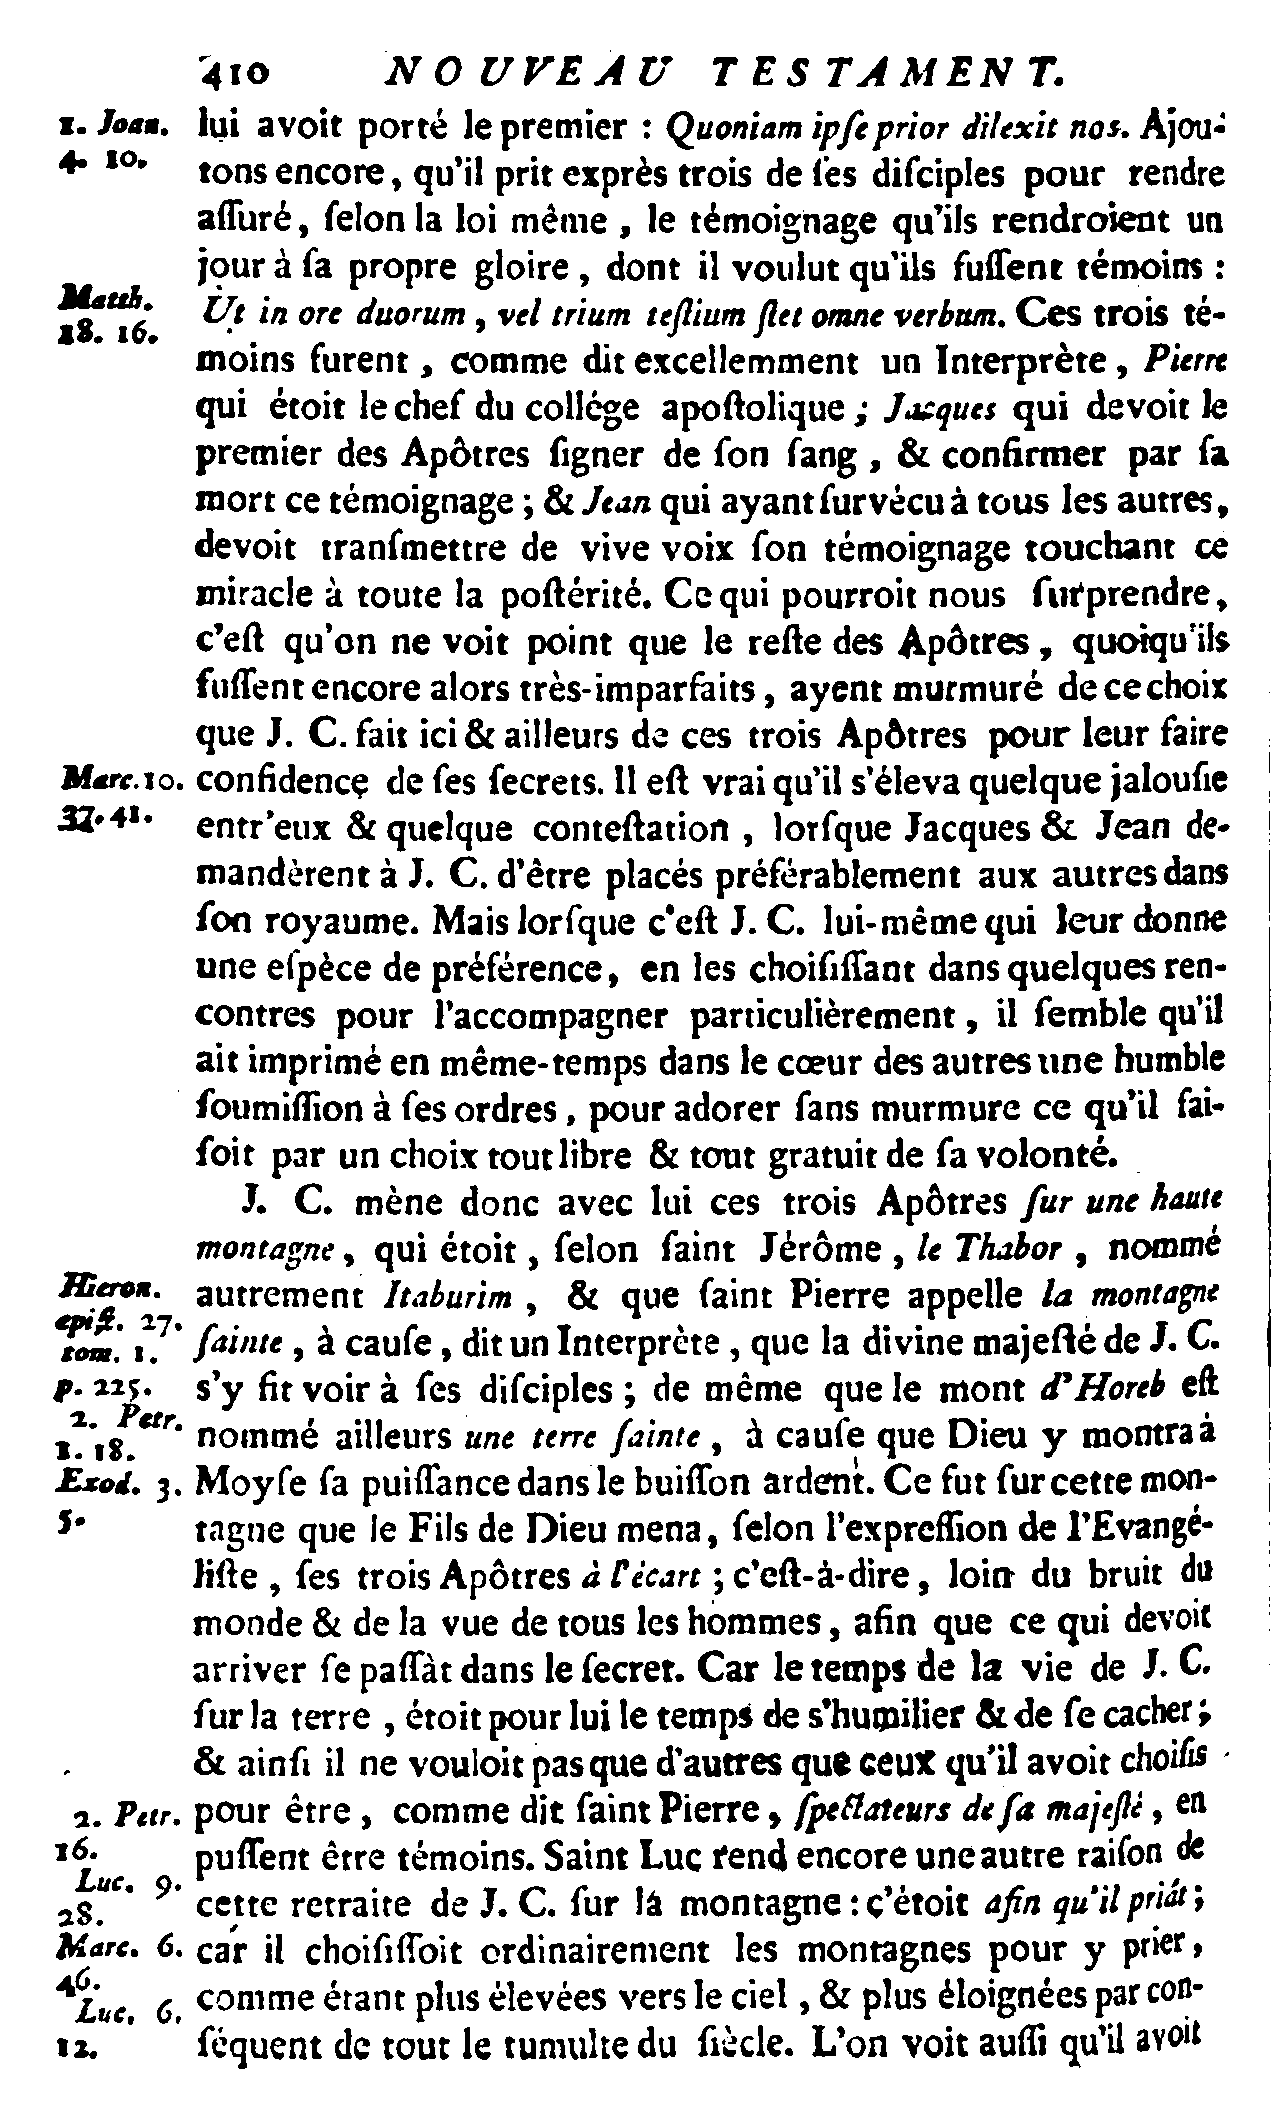 410 NOUVEAU TESTAMENT.
1. Joan. lui avoit porté le premier : Quoniam ipſe prior dilexit nos. Ajou-
4. 10. tons encore, qu'il prit exprès trois de ſes diſciples pour rendre
aſſuré, ſelon la loi même, le témoignage qu'ils rendroient un
jour à ſa propre gloire, dont il voulut qu'ils fuſſent témoins :
Matth. Ut in ore duorum, vel trium teſtium ſtet omne verbum. Ces trois té-
18. 16. moins furent, comme dit excellemment un Interprète, Pierre
qui étoit le chef du collége apoſtolique; Jacques qui devoit le
premier des Apôtres ſigner de ſon ſang, & confirmer par ſa
mort ce témoignage; & Jean qui ayant ſurvécu à tous les autres,
devoit tranſmettre de vive voix ſon témoignage touchant ce
miracle à toute la poſtérité. Ce qui pourroit nous ſurprendre,
c'eſt qu'on ne voit point que le reſte des Apôtres, quoiqu'ils
fuſſent encore alors très-imparfaits, ayent murmuré de ce choix
que J. C. fait ici & ailleurs de ces trois Apôtres pour leur faire
Marc. 10. confidence de ſes ſecrets. Il eſt vrai qu'il s'éleva quelque jalouſie
37. 41. entr'eux & quelque conteſtation, lorſque Jacques & Jean de-
mandèrent à J. C. d'être placés préférablement aux autres dans
ſon royaume. Mais lorſque c'eſt J. C. lui-même qui leur donne
une eſpèce de préférence, en les choiſiſſant dans quelques ren-
contres pour l'accompagner particulièrement, il ſemble qu'il
ait imprimé en même-temps dans le cœur des autres une humble
ſoumiſſion à ſes ordres, pour adorer ſans murmure ce qu'il fai-
ſoit par un choix tout libre & tout gratuit de ſa volonté.
J. C. mène donc avec lui ces trois Apôtres ſur une haute
montagne, qui étoit, ſelon ſaint Jérôme, le Thabor, nommé
Hieron. autrement Itaburim, & que ſaint Pierre appelle la montagne
epiſt. 27. ſainte, à cauſe, dit un Interprète, que la divine majeſté de J. C.
tom. 1.
p. 225. s'y fit voir à ſes diſciples; de même que le mont d'Horeb eſt
2. Petr. nommé ailleurs une terre ſainte, à cauſe que Dieu y montra à
1. 18.
Exod. 3. Moyſe ſa puiſſance dans le buiſſon ardent. Ce fut ſur cette mon-
5. tagne que le Fils de Dieu mena, ſelon l'expreſſion de l'Evangé-
liſte, ſes trois Apôtres à l'écart; c'eſt-à-dire, loin du bruit du
monde & de la vue de tous les hommes, afin que ce qui devoit
arriver ſe paſſât dans le ſecret. Car le temps de la vie de J. C.
ſur la terre, étoit pour lui le temps de s'humilier & de ſe cacher;
& ainſi il ne vouloit pas que d'autres que ceux qu'il avoit choiſis
2. Petr. pour être, comme dit ſaint Pierre, ſpectateurs de ſa majeſté, en
16. puſſent être témoins. Saint Luc rend encore une autre raiſon de
Luc. 9. cette retraite de J. C. ſur la montagne : c'étoit afin qu'il priât;
28.
Marc. 6. car il choiſiſſoit ordinairement les montagnes pour y prier,
46. comme étant plus élevées vers le ciel, & plus éloignées par con-
Luc. 6.
12. ſéquent de tout le tumulte du ſiècle. L'on voit auſſi qu'il avoit